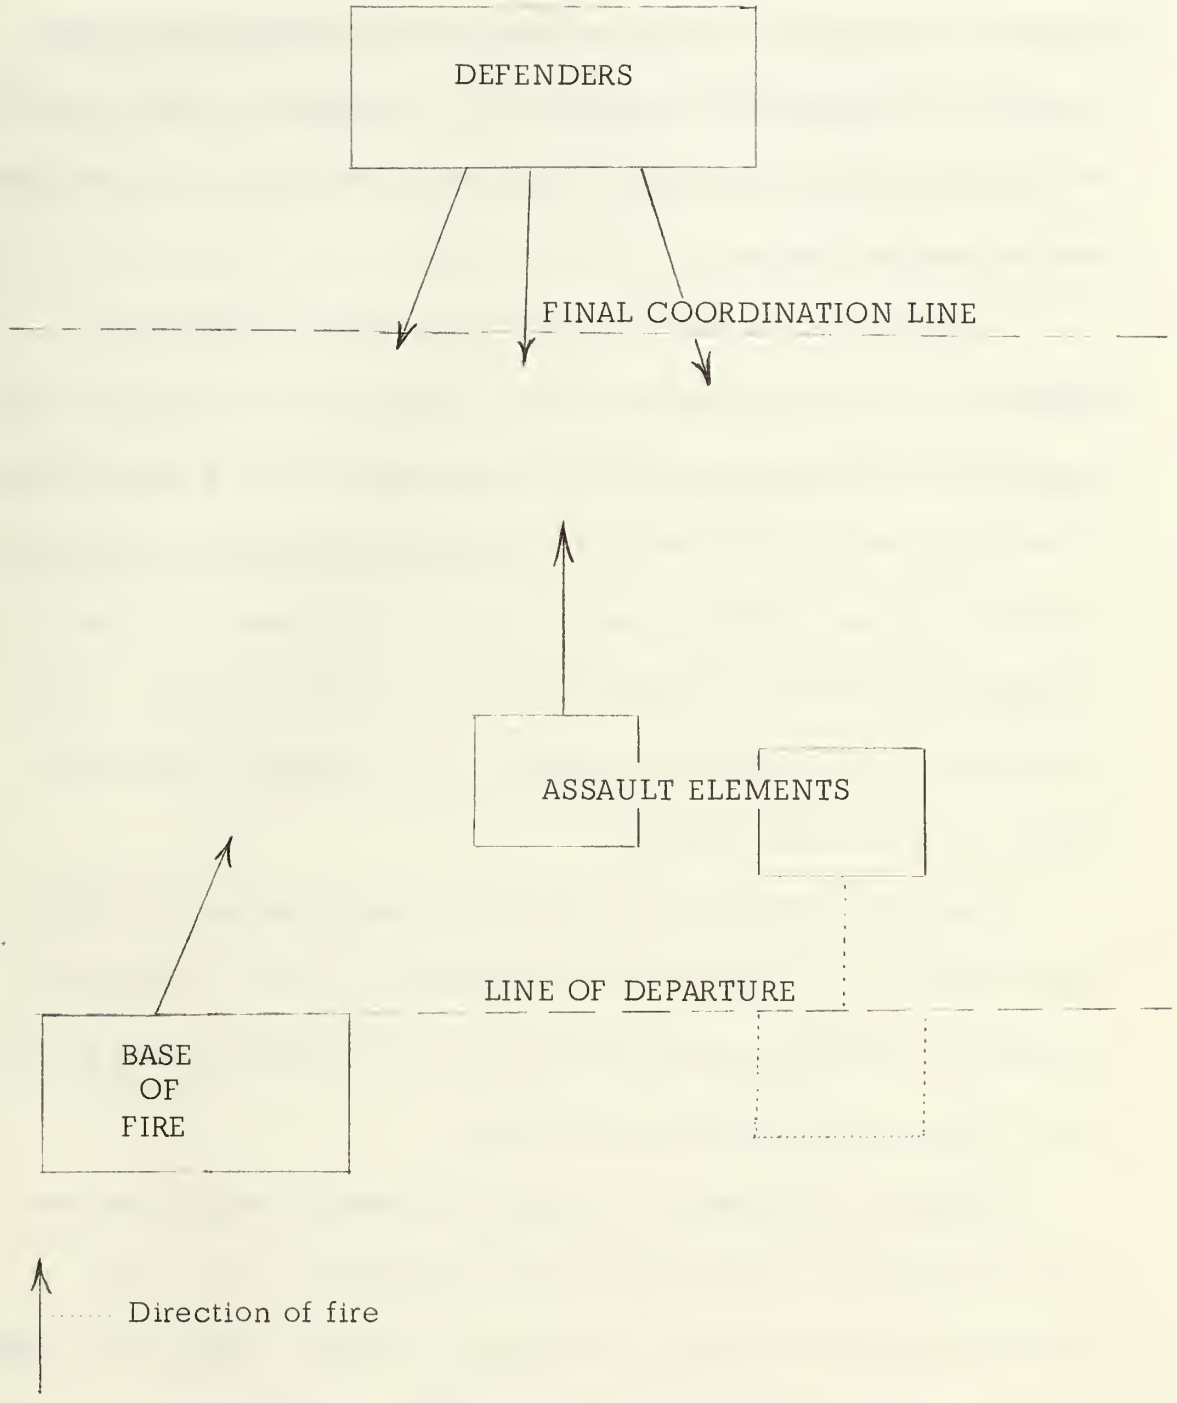 DEFENDERS
FINAL COORDINATION LINE
ASSAULT ELEMENTS
LINE OF DEPARTURE
BASE
OF
FIRE
Direction of fire